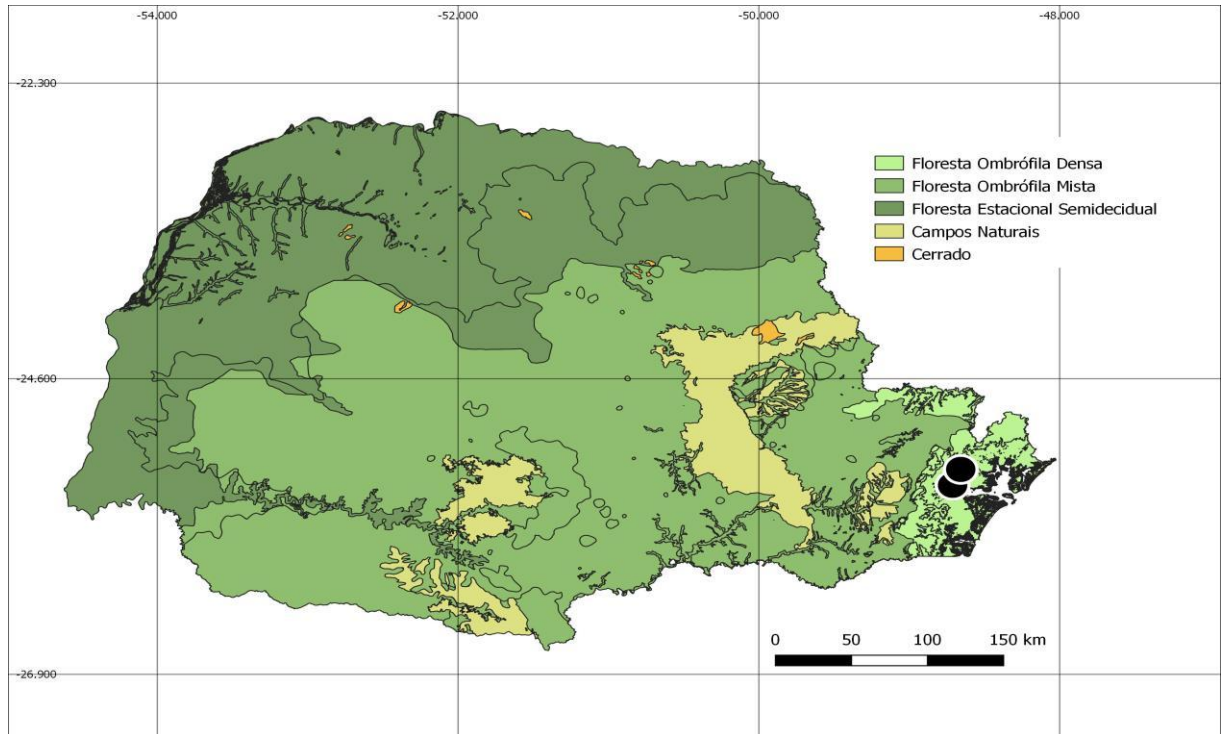 -54.000
-52.000
-50.000
-48.000
-22.300
Floresta Ombrófila Densa
Floresta Ombrófila Mista
Floresta Estacional Semidecidual
Campos Naturais
Cerrado
-24.600
0 50 100 150 km
-26.900